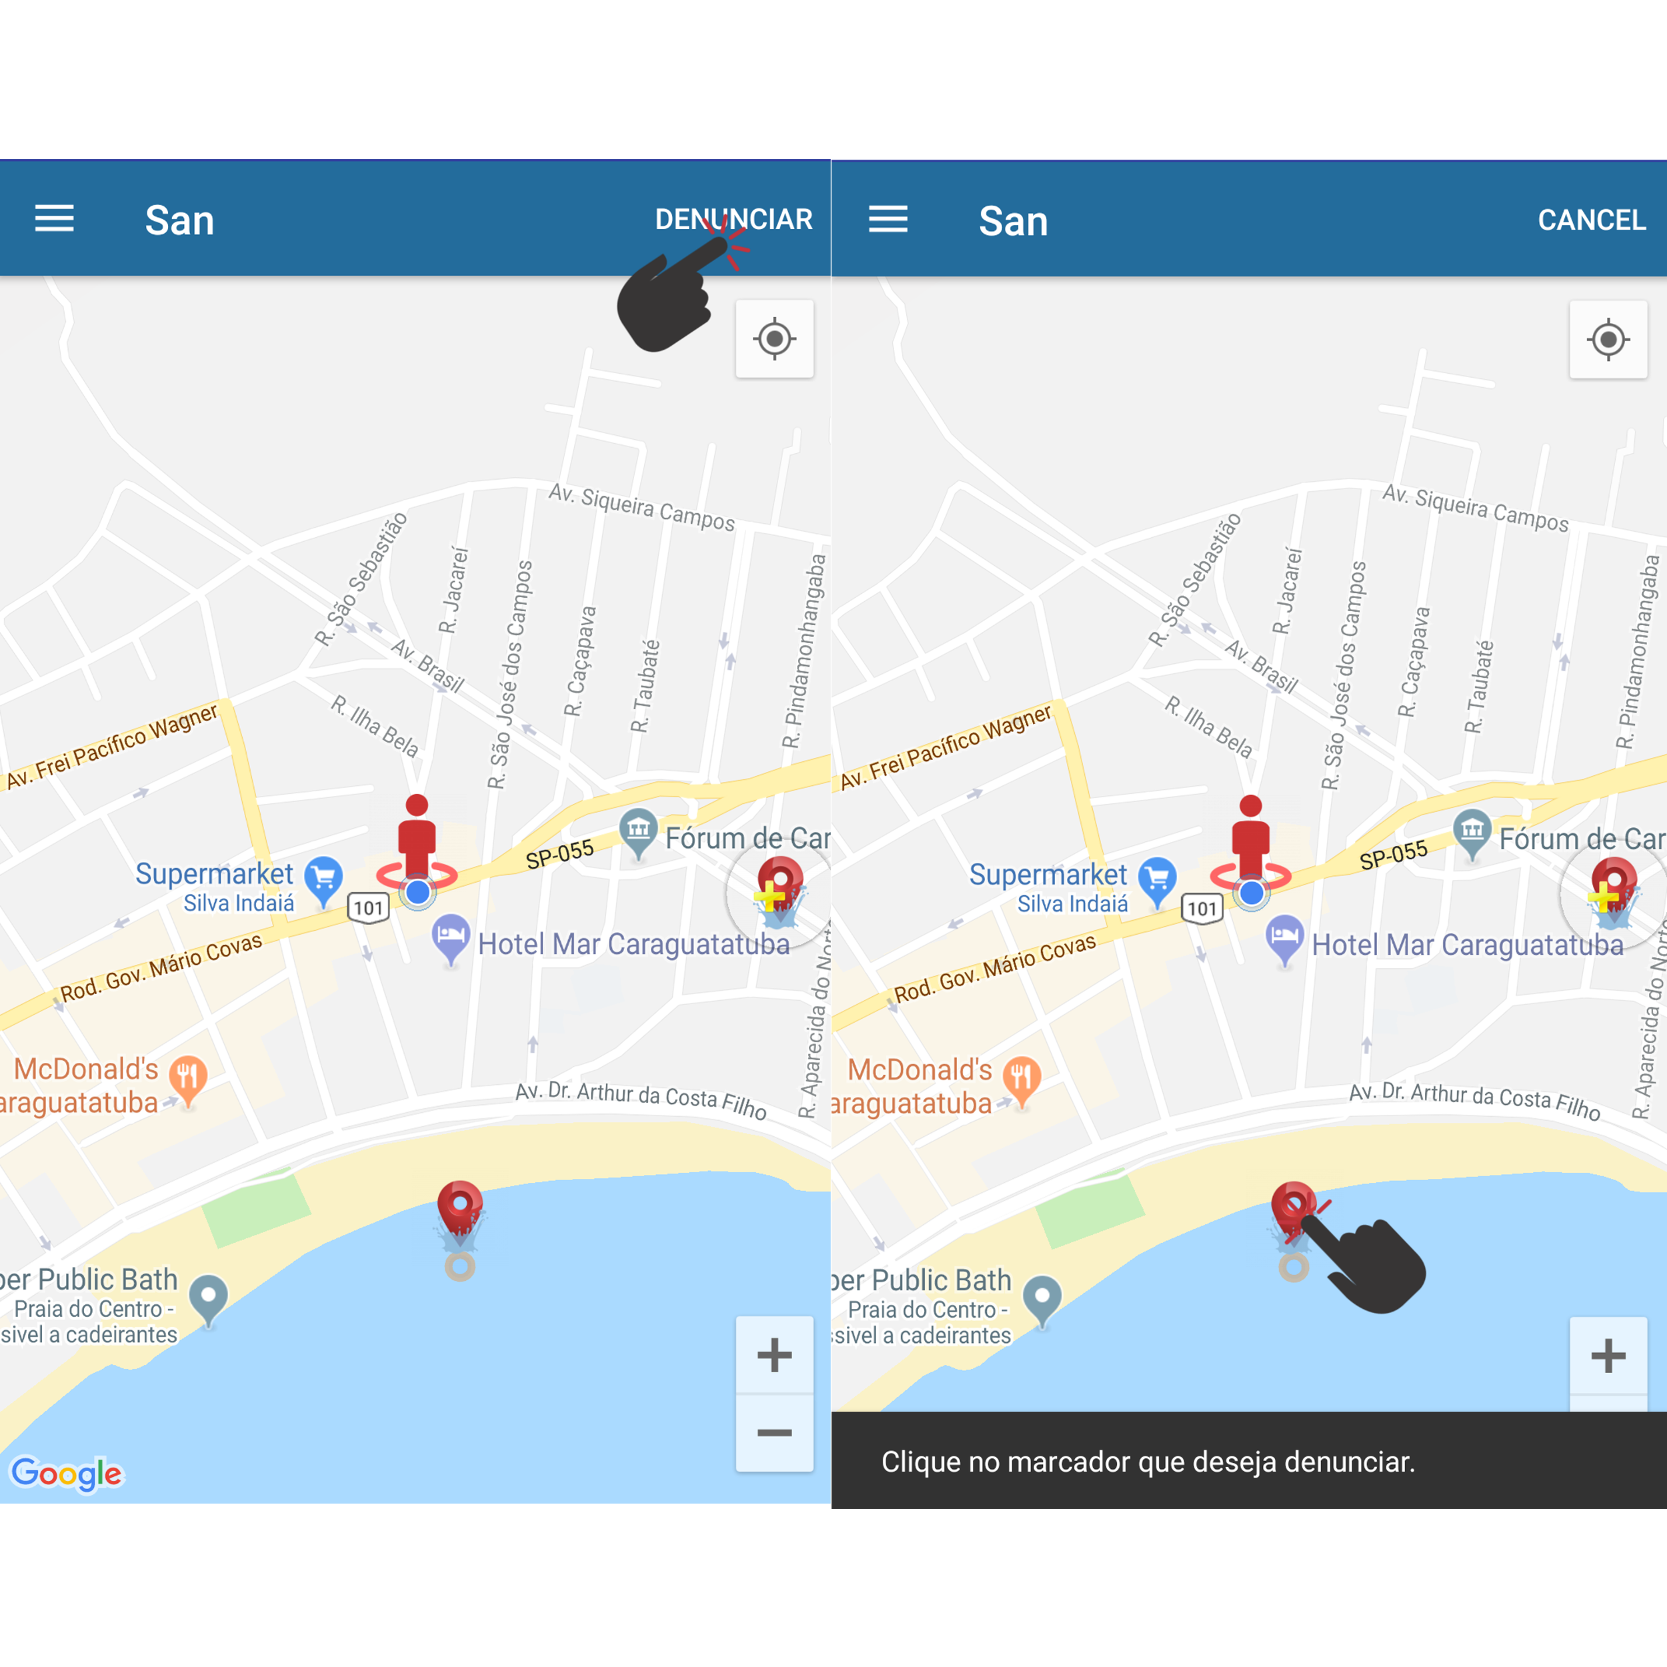 San
DENUNCIAR
Av. Siqueira Campos
R. São Sebastião
R. Jacareí
R. São José dos Campos
R. Caçapava
R. Taubaté
R. Pindamonhangaba
Av. Brasil
R. Ilha Bela
Av. Frei Pacífico Wagner
SP-055
Fórum de Car
Supermarket
Silva Indaiá
101
Hotel Mar Caraguatatuba
Rod. Gov. Mário Covas
R. Aparecida do Norte
McDonald's
araguatatuba
Av. Dr. Arthur da Costa Filho
per Public Bath
Praia do Centro -
sivel a cadeirantes
+
−
Google
San
CANCEL
Av. Siqueira Campos
R. São Sebastião
R. Jacareí
R. São José dos Campos
R. Caçapava
R. Taubaté
R. Pindamonhangaba
Av. Brasil
R. Ilha Bela
Av. Frei Pacífico Wagner
SP-055
Fórum de Car
Supermarket
Silva Indaiá
101
Hotel Mar Caraguatatuba
Rod. Gov. Mário Covas
R. Aparecida do Norte
McDonald's
araguatatuba
Av. Dr. Arthur da Costa Filho
per Public Bath
Praia do Centro -
sivel a cadeirantes
+
Clique no marcador que deseja denunciar.